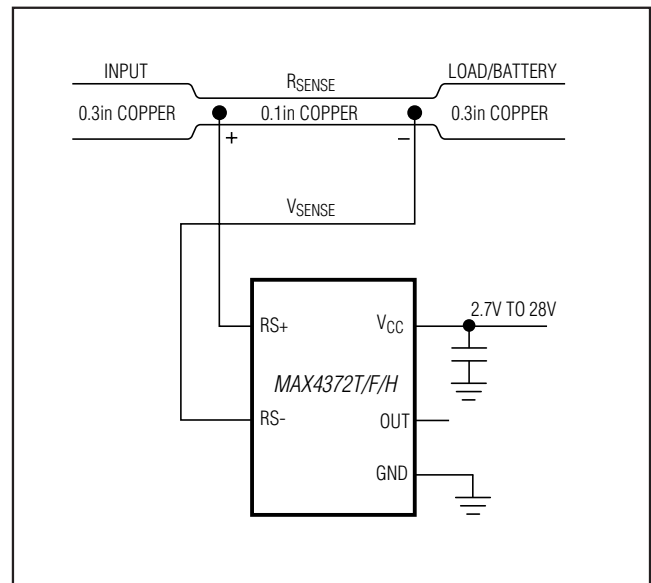 INPUT RSENSE LOAD/BATTERY
0.3in COPPER 0.1in COPPER 0.3in COPPER
+ –
VSENSE
2.7V TO 28V
RS+ VCC
MAX4372T/F/H
RS- OUT
GND